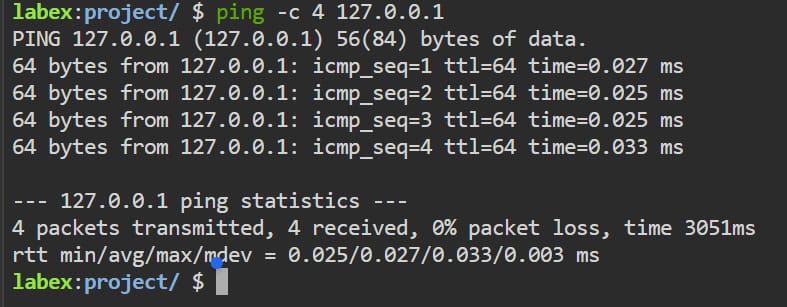 labex:project/ $ ping -c 4 127.0.0.1
PING 127.0.0.1 (127.0.0.1) 56(84) bytes of data.
64 bytes from 127.0.0.1: icmp_seq=1 ttl=64 time=0.027 ms
64 bytes from 127.0.0.1: icmp_seq=2 ttl=64 time=0.025 ms
64 bytes from 127.0.0.1: icmp_seq=3 ttl=64 time=0.025 ms
64 bytes from 127.0.0.1: icmp_seq=4 ttl=64 time=0.033 ms
--- 127.0.0.1 ping statistics ---
4 packets transmitted, 4 received, 0% packet loss, time 3051ms
rtt min/avg/max/mdev = 0.025/0.027/0.033/0.003 ms
labex:project/ $